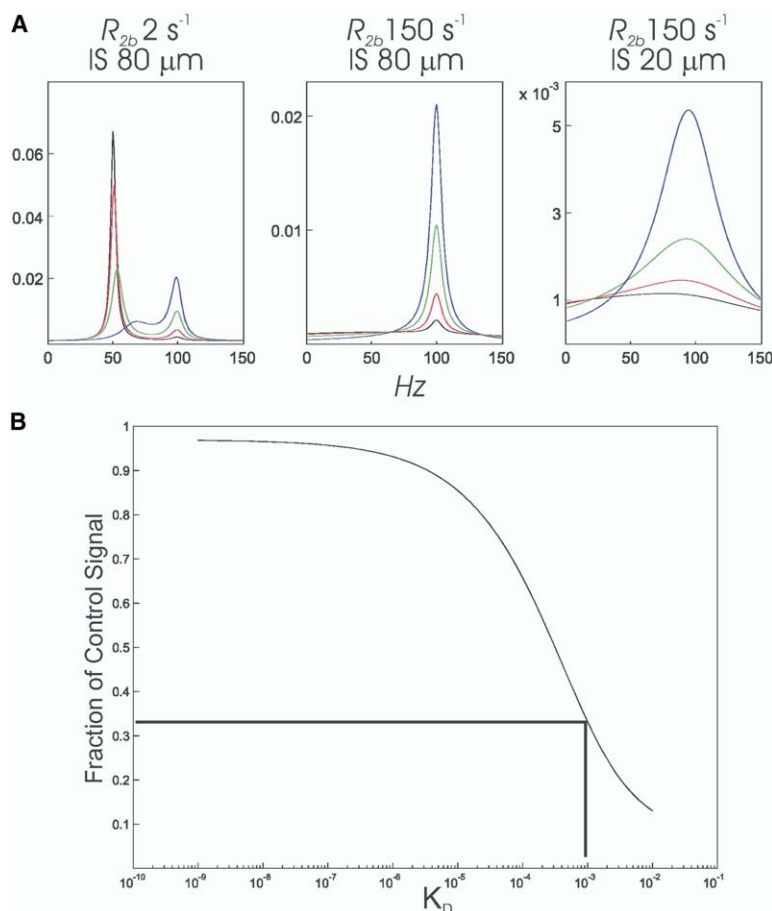 A
R2b 2 s-1
IS 80 μm
R2b 150 s-1
IS 80 μm
R2b 150 s-1
IS 20 μm
0.06
0.04
0.02
0 50 100 150
0.02
0.01
0 50 100 150
x 10-3
5
3
1
0 50 100 150
Hz
B
Fraction of Control Signal
1
0.9
0.8
0.7
0.6
0.5
0.4
0.3
0.2
0.1
10-10 10-9 10-8 10-7 10-6 10-5 10-4 10-3 10-2 10-1
KD